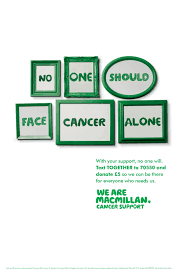 NO ONE SHOULD
FACE CANCER ALONE
With your support, no one will.
Text TOGETHER to 70550 and
donate £5 so we can be there
for everyone who needs us.
WE ARE
MACMILLAN.
CANCER SUPPORT